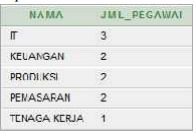 NAMA JML_PEGAWAI
IT 3
KEUANGAN 2
PRODUKSI 2
PEMASARAN 2
TENAGA KERJA 1